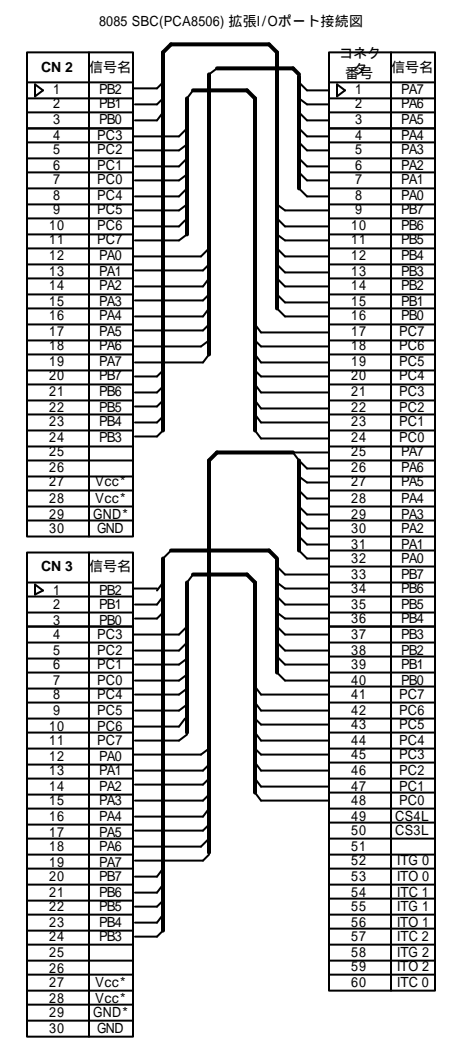 8085 SBC(PCA8506) 拡張I/Oポート接続図
CN 2 信号名
1 PB2
2 PB1
3 PB0
4 PC3
5 PC2
6 PC1
7 PC0
8 PC4
9 PC5
10 PC6
11 PC7
12 PA0
13 PA1
14 PA2
15 PA3
16 PA4
17 PA5
18 PA6
19 PA7
20 PB7
21 PB6
22 PB5
23 PB4
24 PB3
25
26
27 Vcc*
28 Vcc*
29 GND*
30 GND
CN 3 信号名
1 PB2
2 PB1
3 PB0
4 PC3
5 PC2
6 PC1
7 PC0
8 PC4
9 PC5
10 PC6
11 PC7
12 PA0
13 PA1
14 PA2
15 PA3
16 PA4
17 PA5
18 PA6
19 PA7
20 PB7
21 PB6
22 PB5
23 PB4
24 PB3
25
26
27 Vcc*
28 Vcc*
29 GND*
30 GND
コネクタ
番号 信号名
1 PA7
2 PA6
3 PA5
4 PA4
5 PA3
6 PA2
7 PA1
8 PA0
9 PB7
10 PB6
11 PB5
12 PB4
13 PB3
14 PB2
15 PB1
16 PB0
17 PC7
18 PC6
19 PC5
20 PC4
21 PC3
22 PC2
23 PC1
24 PC0
25 PA7
26 PA6
27 PA5
28 PA4
29 PA3
30 PA2
31 PA1
32 PA0
33 PB7
34 PB6
35 PB5
36 PB4
37 PB3
38 PB2
39 PB1
40 PB0
41 PC7
42 PC6
43 PC5
44 PC4
45 PC3
46 PC2
47 PC1
48 PC0
49 CS4L
50 CS3L
51
52 ITG 0
53 ITO 0
54 ITC 1
55 ITG 1
56 ITO 1
57 ITC 2
58 ITG 2
59 ITO 2
60 ITC 0